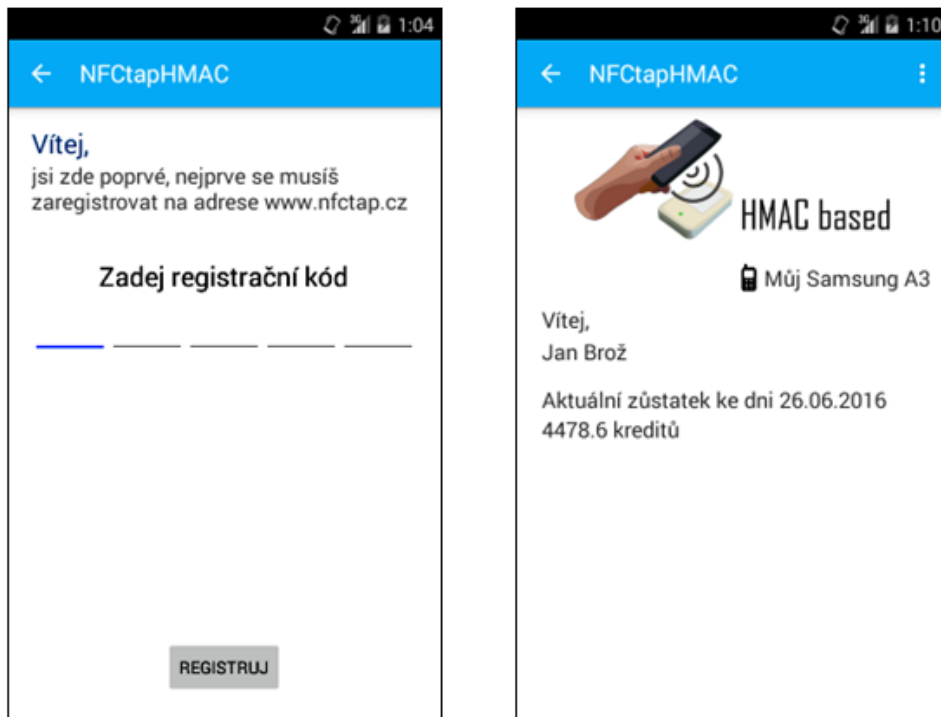 3G 1:04
NFCtapHMAC
Vítej,
jsi zde poprvé, nejprve se musíš
zaregistrovat na adrese www.nfctap.cz
Zadej registrační kód
REGISTRUJ
3G 1:10
NFCtapHMAC
HMAC based
Můj Samsung A3
Vítej,
Jan Brož
Aktuální zůstatek ke dni 26.06.2016
4478.6 kreditů